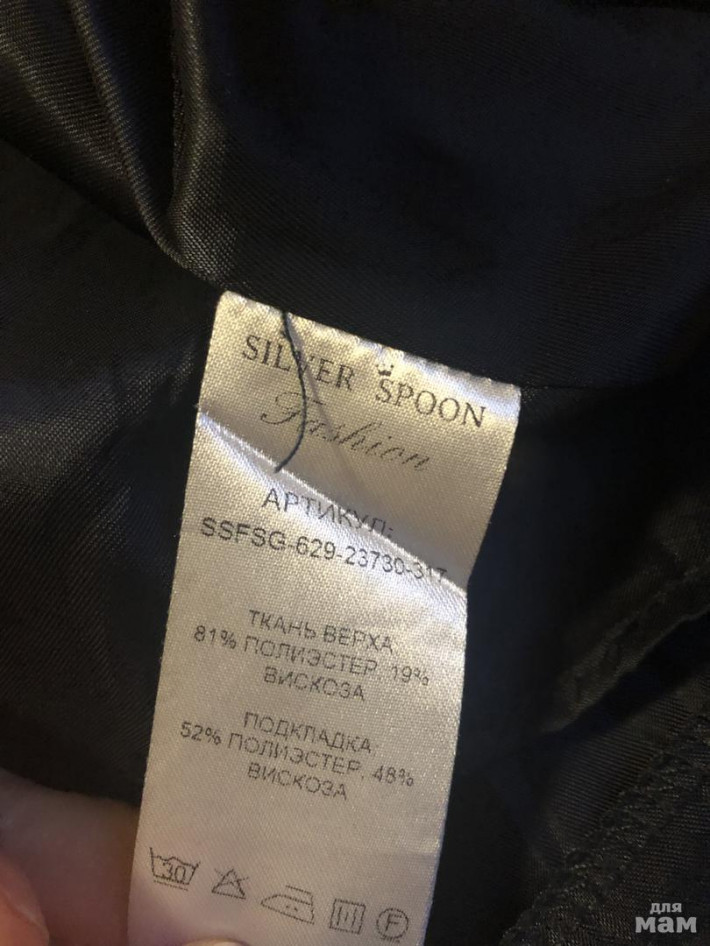 SILVER SPOON
Fashion
АРТИКУЛ:
SSFSG-629-23730-317
ТКАНЬ ВЕРХА:
81% ПОЛИЭСТЕР, 19%
ВИСКОЗА
ПОДКЛАДКА:
52% ПОЛИЭСТЕР, 48%
ВИСКОЗА
30
F
для
мам